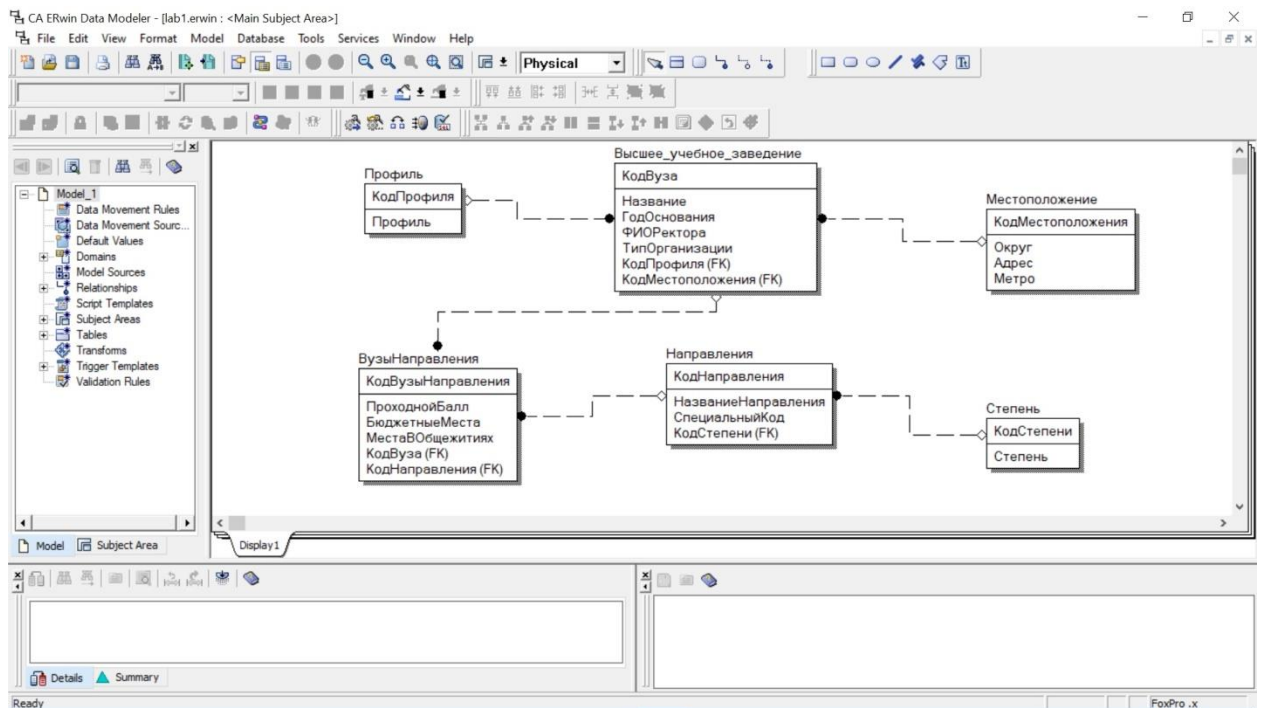 CA ERwin Data Modeler - [lab1.erwin : <Main Subject Area>]
File Edit View Format Model Database Tools Services Window Help
Physical
Model_1
Data Movement Rules
Data Movement Sourc...
Default Values
Domains
Model Sources
Relationships
Script Templates
Subject Areas
Tables
Transforms
Trigger Templates
Validation Rules
Model Subject Area
Профиль
КодПрофиля
Профиль
Высшее_учебное_заведение
КодВуза
Название
ГодОснования
ФИОРектора
ТипОрганизации
КодПрофиля (FK)
КодМестоположения (FK)
Местоположение
КодМестоположения
Округ
Адрес
Метро
ВузыНаправления
КодВузыНаправления
ПроходнойБалл
БюджетныеМеста
МестаВОбщежитиях
КодВуза (FK)
КодНаправления (FK)
Направления
КодНаправления
НазваниеНаправления
СпециальныйКод
КодСтепени (FK)
Степень
КодСтепени
Степень
Display1
Details Summary
Ready
FoxPro .x